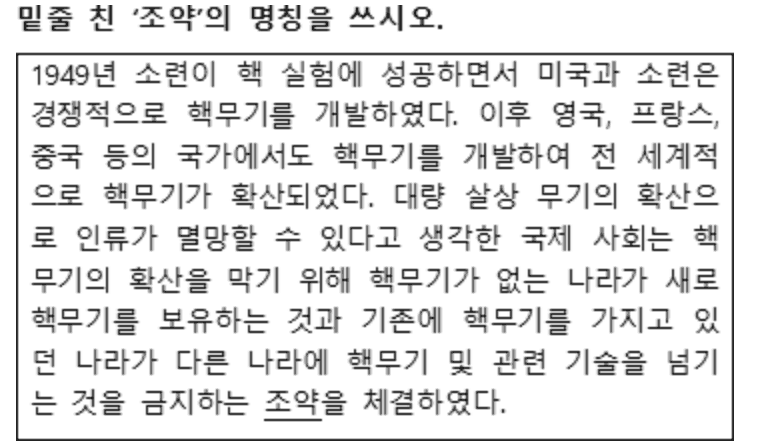 밑줄 친 ‘조약’의 명칭을 쓰시오.
1949년 소련이 핵 실험에 성공하면서 미국과 소련은
경쟁적으로 핵무기를 개발하였다. 이후 영국, 프랑스,
중국 등의 국가에서도 핵무기를 개발하여 전 세계적
으로 핵무기가 확산되었다. 대량 살상 무기의 확산으
로 인류가 멸망할 수 있다고 생각한 국제 사회는 핵
무기의 확산을 막기 위해 핵무기가 없는 나라가 새로
핵무기를 보유하는 것과 기존에 핵무기를 가지고 있
던 나라가 다른 나라에 핵무기 및 관련 기술을 넘기
는 것을 금지하는 조약을 체결하였다.